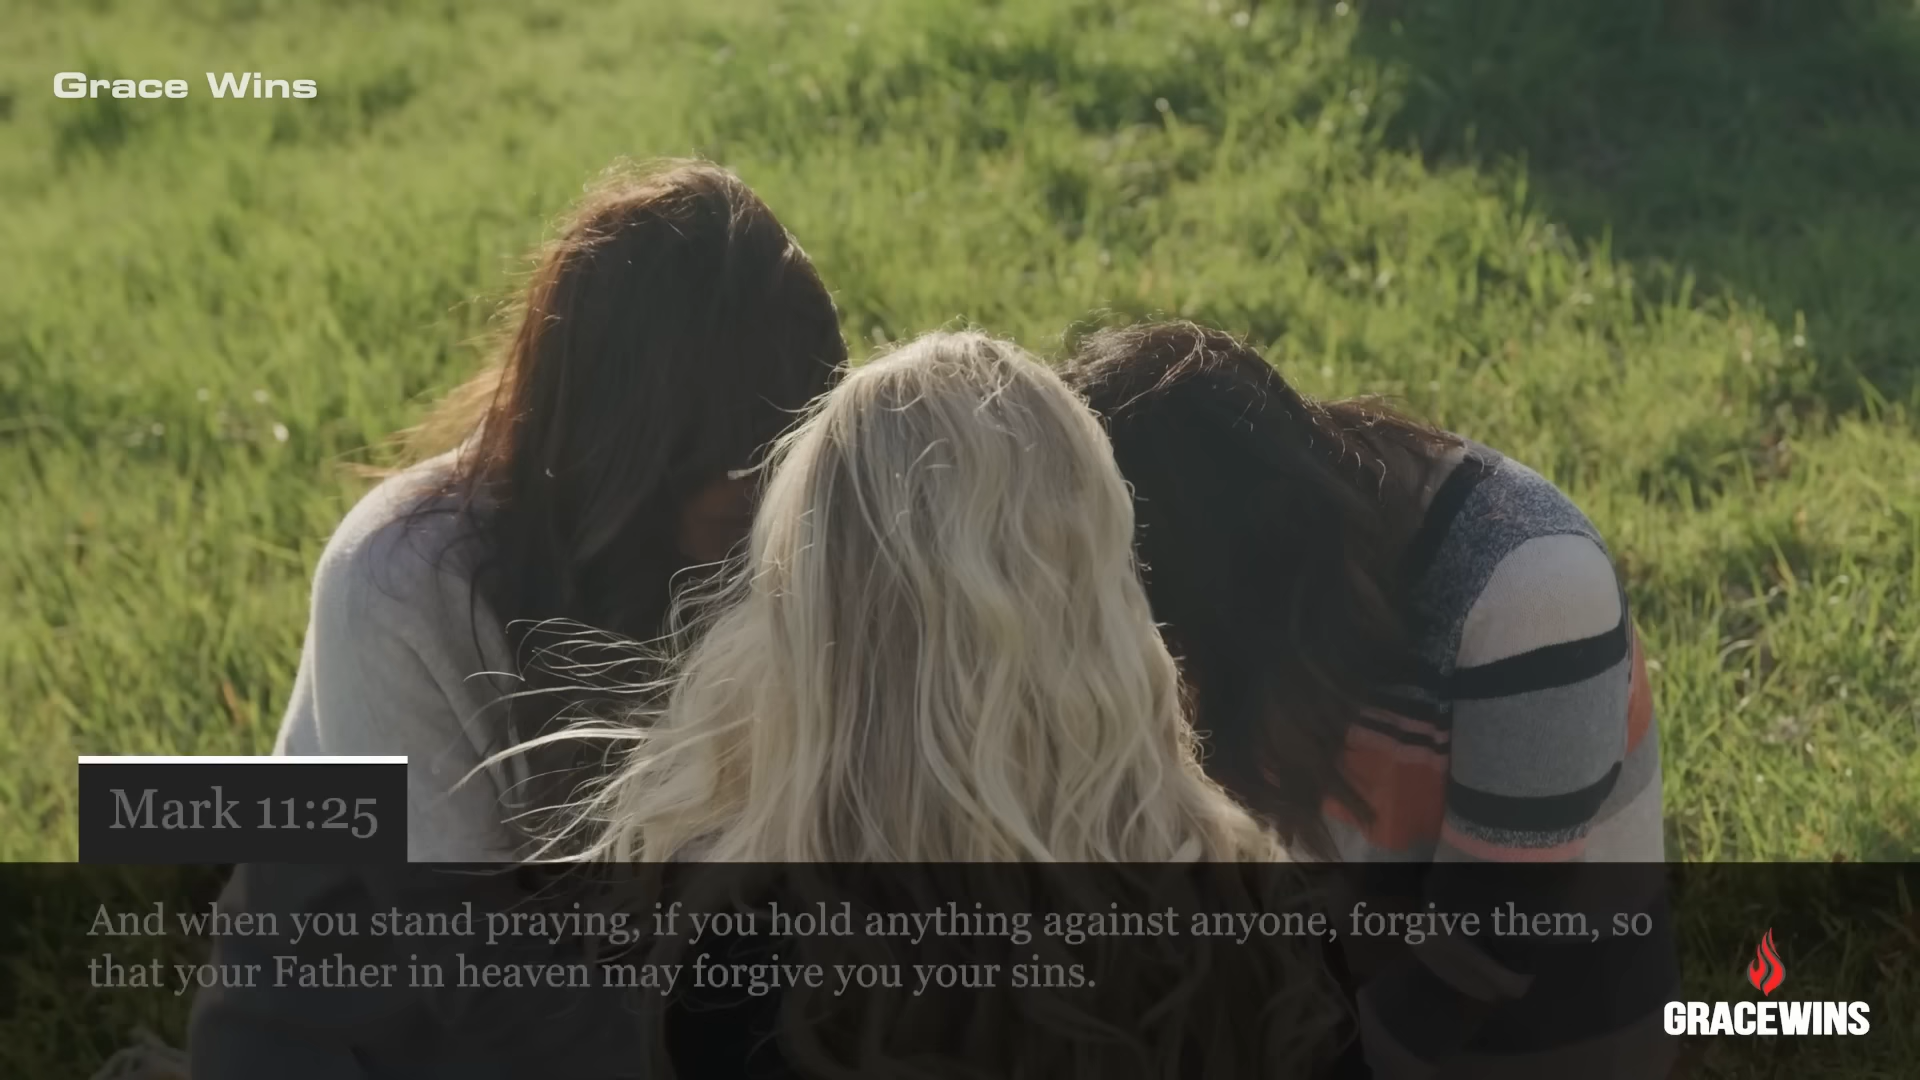 Grace Wins
Mark 11:25
And when you stand praying, if you hold anything against anyone, forgive them, so
that your Father in heaven may forgive you your sins.
GRACEWINS